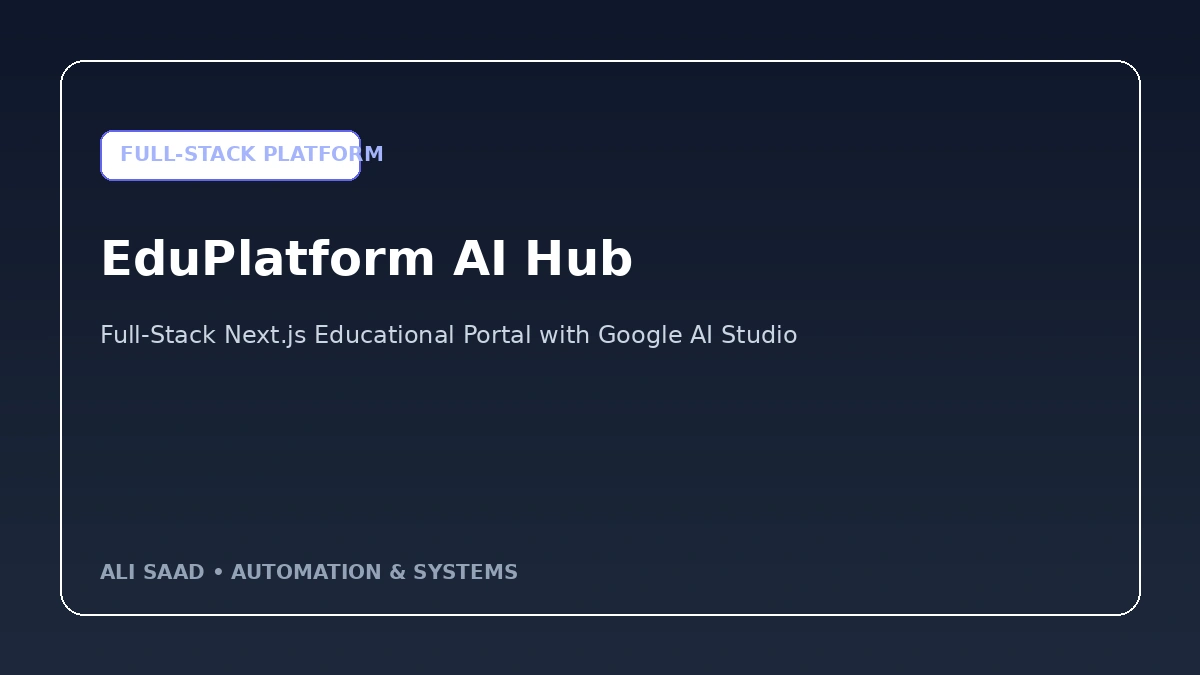 FULL-STACK PLATFORM
EduPlatform AI Hub
Full-Stack Next.js Educational Portal with Google AI Studio
ALI SAAD • AUTOMATION & SYSTEMS